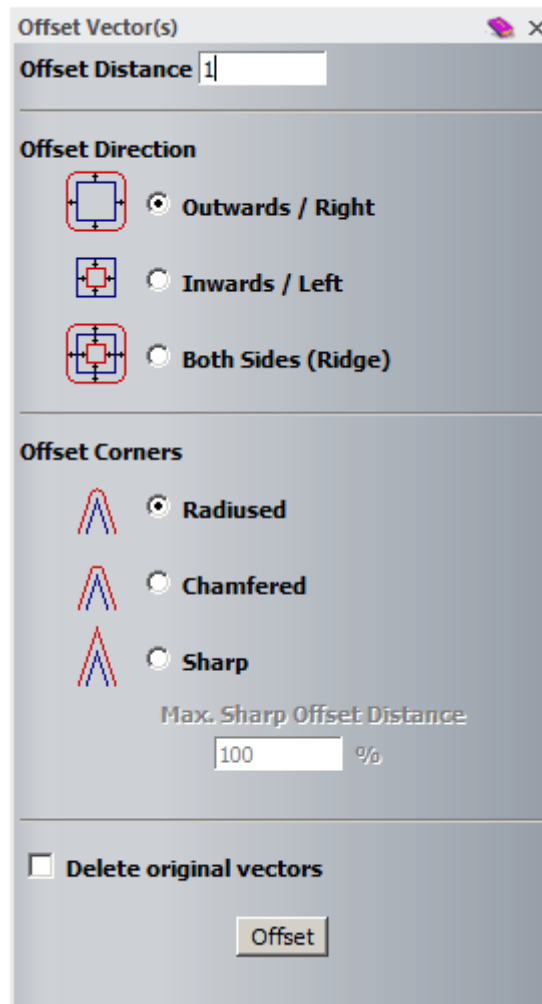 Offset Vector(s)
Offset Distance 1
Offset Direction
Outwards / Right
Inwards / Left
Both Sides (Ridge)
Offset Corners
Radiused
Chamfered
Sharp
Max. Sharp Offset Distance
100 %
Delete original vectors
Offset